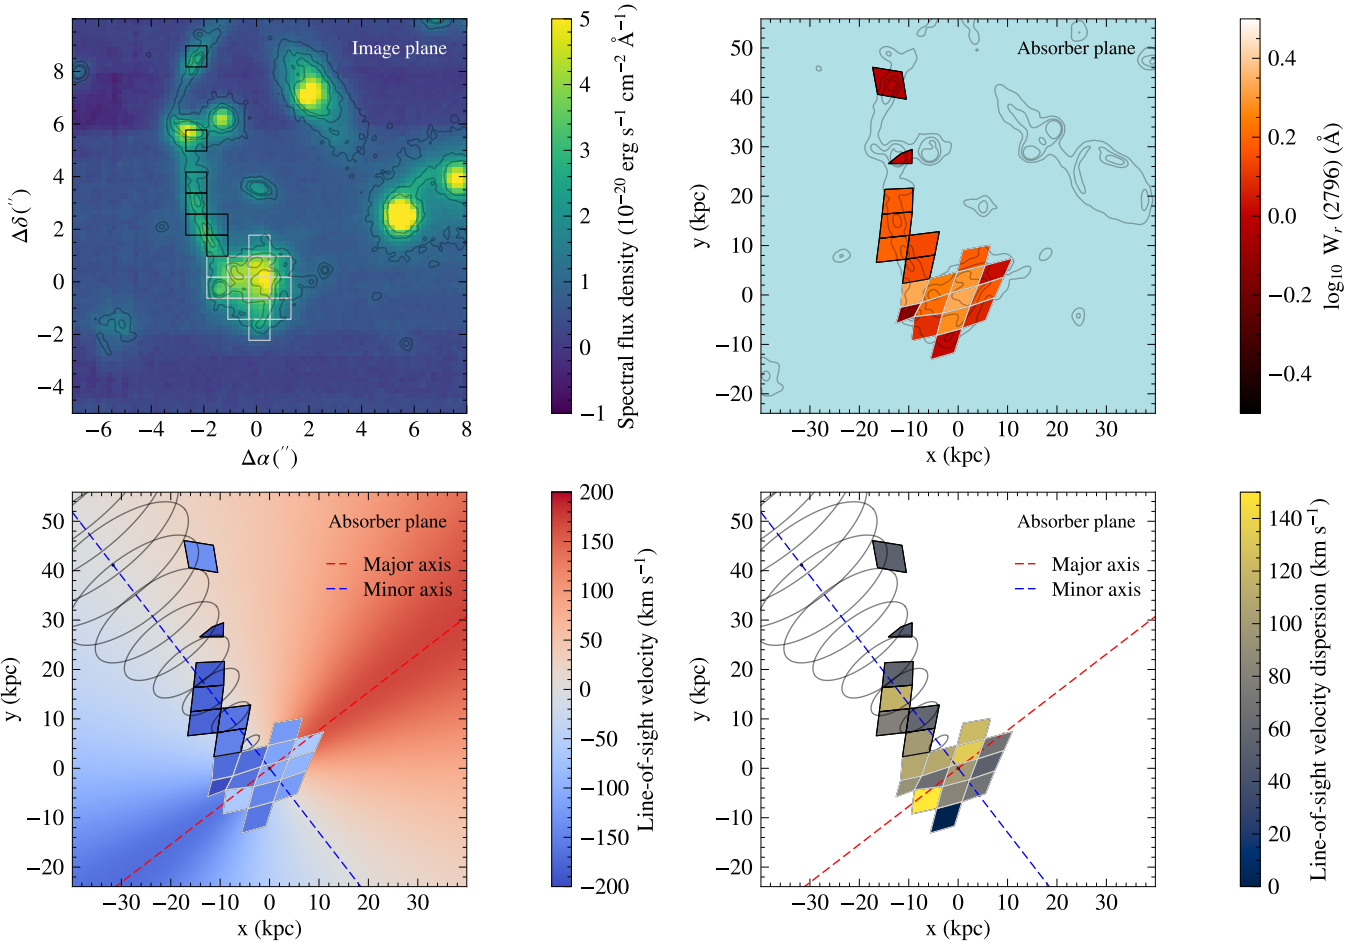 Image plane
8
6
4
2
0
−2
−4
Δδ(′′)
−6 −4 −2 0 2 4 6 8
Δα(′′)
5
4
3
2
1
0
−1
Spectral flux density (10⁻²⁰ erg s⁻¹ cm⁻² Å⁻¹)
Absorber plane
50
40
30
20
10
0
−10
−20
y (kpc)
−30 −20 −10 0 10 20 30
x (kpc)
0.4
0.2
0.0
−0.2
−0.4
log₁₀ Wᵣ (2796) (Å)
Absorber plane
Major axis
Minor axis
50
40
30
20
10
0
−10
−20
y (kpc)
−30 −20 −10 0 10 20 30
x (kpc)
200
150
100
50
0
−50
−100
−150
−200
Line-of-sight velocity (km s⁻¹)
Absorber plane
Major axis
Minor axis
50
40
30
20
10
0
−10
−20
y (kpc)
−30 −20 −10 0 10 20 30
x (kpc)
140
120
100
80
60
40
20
0
Line-of-sight velocity dispersion (km s⁻¹)